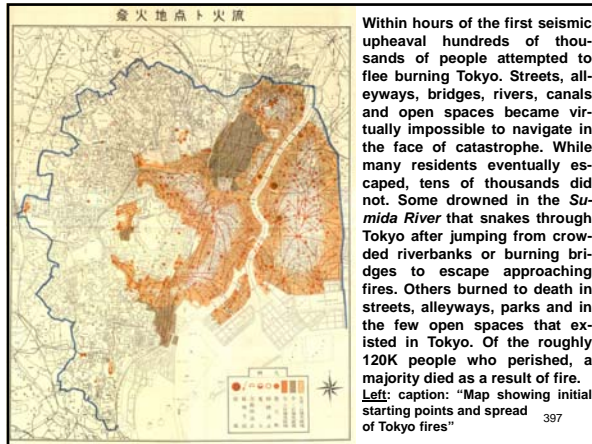 發火地点ト火流
Within hours of the first seismic
upheaval hundreds of thou-
sands of people attempted to
flee burning Tokyo. Streets, all-
eyways, bridges, rivers, canals
and open spaces became vir-
tually impossible to navigate in
the face of catastrophe. While
many residents eventually es-
caped, tens of thousands did
not. Some drowned in the Su-
mida River that snakes through
Tokyo after jumping from crow-
ded riverbanks or burning bri-
dges to escape approaching
fires. Others burned to death in
streets, alleyways, parks and in
the few open spaces that ex-
isted in Tokyo. Of the roughly
120K people who perished, a
majority died as a result of fire.
Left: caption: “Map showing initial
starting points and spread
of Tokyo fires”
397